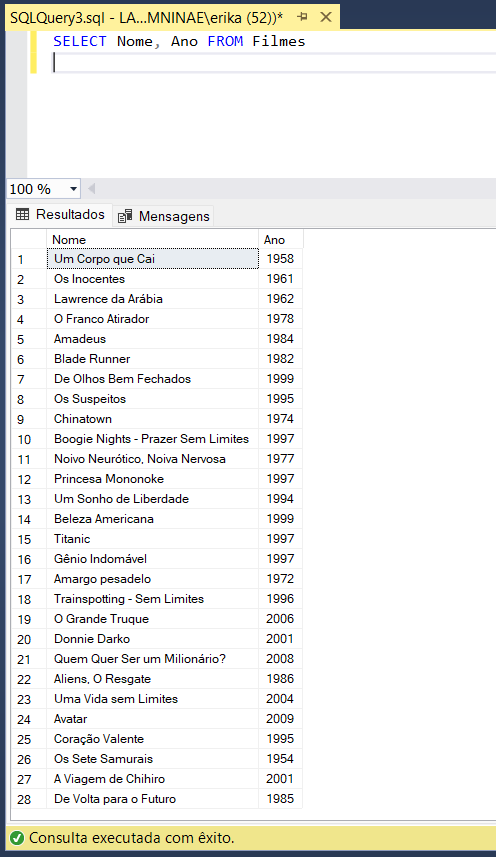 SQLQuery3.sql - LA...MNINAE\erika (52))*
SELECT Nome, Ano FROM Filmes
100 %
Resultados Mensagens
Nome Ano
1 Um Corpo que Cai 1958
2 Os Inocentes 1961
3 Lawrence da Arábia 1962
4 O Franco Atirador 1978
5 Amadeus 1984
6 Blade Runner 1982
7 De Olhos Bem Fechados 1999
8 Os Suspeitos 1995
9 Chinatown 1974
10 Boogie Nights - Prazer Sem Limites 1997
11 Noivo Neurótico, Noiva Nervosa 1977
12 Princesa Mononoke 1997
13 Um Sonho de Liberdade 1994
14 Beleza Americana 1999
15 Titanic 1997
16 Gênio Indomável 1997
17 Amargo pesadelo 1972
18 Trainspotting - Sem Limites 1996
19 O Grande Truque 2006
20 Donnie Darko 2001
21 Quem Quer Ser um Milionário? 2008
22 Aliens, O Resgate 1986
23 Uma Vida sem Limites 2004
24 Avatar 2009
25 Coração Valente 1995
26 Os Sete Samurais 1954
27 A Viagem de Chihiro 2001
28 De Volta para o Futuro 1985
Consulta executada com êxito.